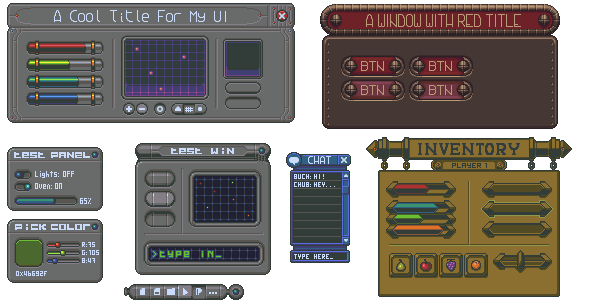 A Cool Title For My UI
A WINDOW WITH RED TITLE
BTN BTN
BTN BTN
test PANEL
Lights: OFF
Oven: ON
65%
test WIN
type in_
CHAT
BUCH: HI!
CHUB: HEY...
TYPE HERE_
INVENTORY
PLAYER 1
Pick COLOR
R:75
G:105
B:47
0x4B692F